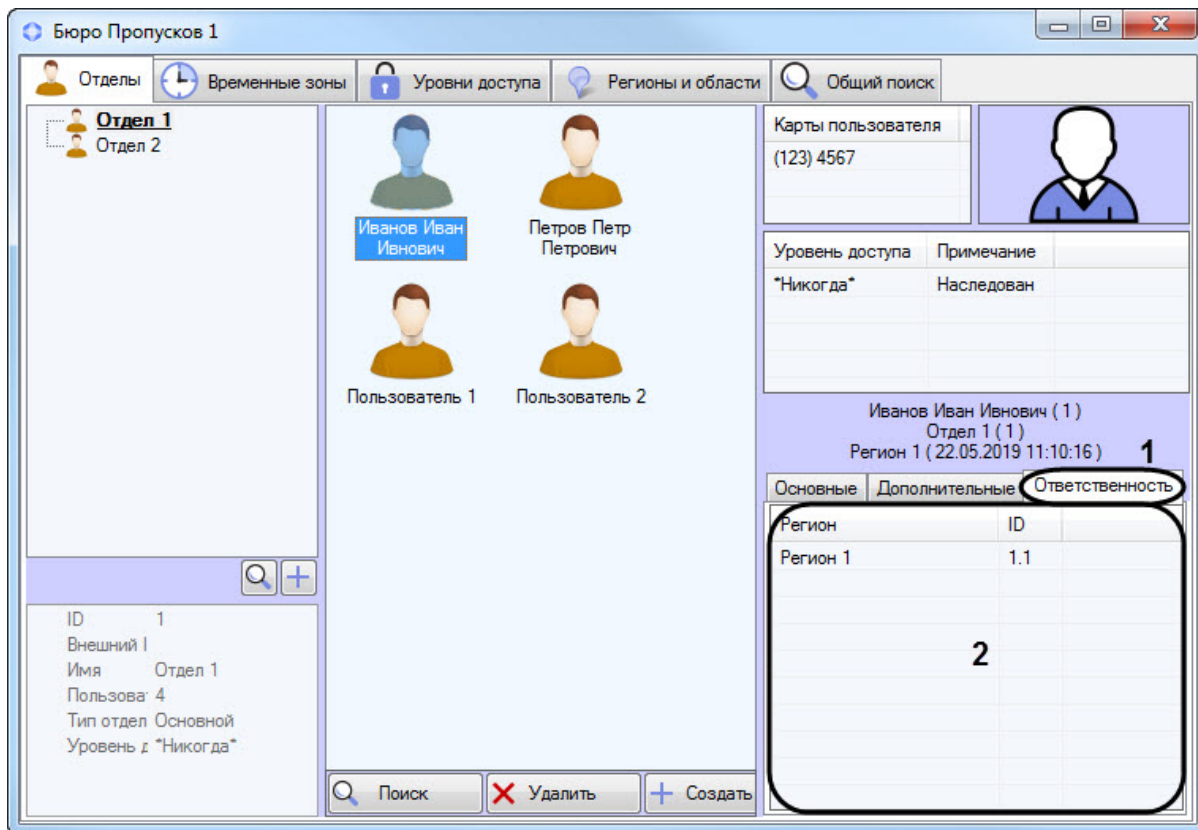 Бюро Пропусков 1
Отделы
Временные зоны
Уровни доступа
Регионы и области
Общий поиск
Отдел 1
Отдел 2
Иванов Иван
Ивнович
Петров Петр
Петрович
Пользователь 1
Пользователь 2
Поиск
Удалить
Создать
ID 1
Внешний I
Имя Отдел 1
Пользова 4
Тип отдел Основной
Уровень д *Никогда*
Карты пользователя
(123) 4567
Уровень доступа Примечание
*Никогда* Наследован
Иванов Иван Ивнович ( 1 )
Отдел 1 ( 1 )
Регион 1 ( 22.05.2019 11:10:16 )
1
Основные
Дополнительные
Ответственность
Регион ID
Регион 1 1.1
2